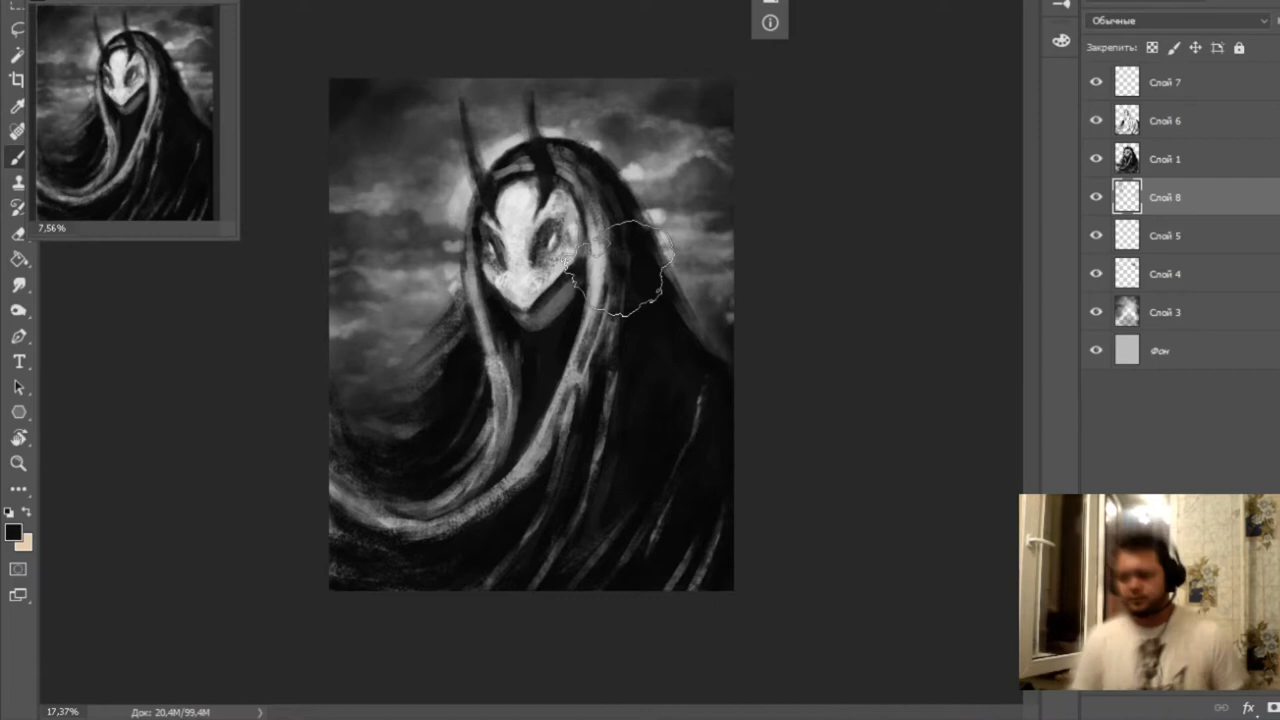 7,56%
Обычные
Закрепить:
Слой 7
Слой 6
Слой 1
Слой 8
Слой 5
Слой 4
Слой 3
Фон
17,37%
Док: 20,4M/99,4M
fx